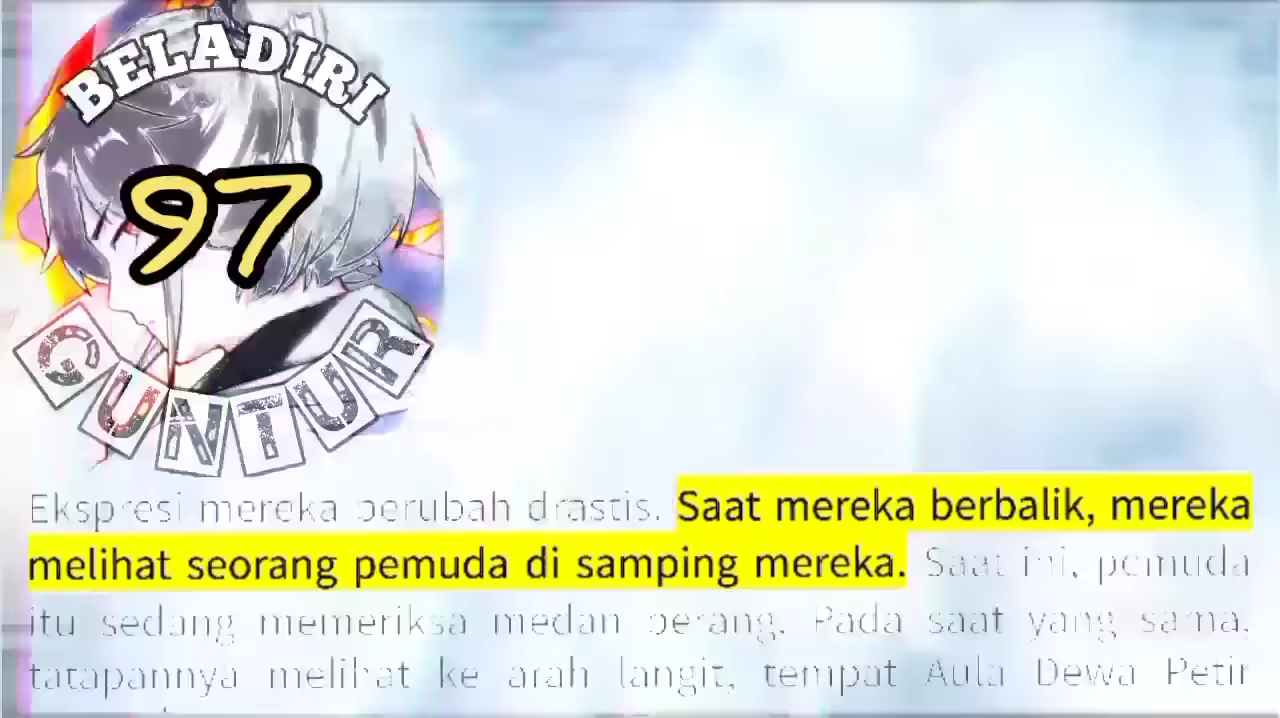 BELADIRI
97
GUNTUR
Ekspresi mereka berubah drastis. Saat mereka berbalik, mereka
melihat seorang pemuda di samping mereka. Saat ini, pemuda
itu sedang memeriksa medan perang. Pada saat yang sama,
tatapannya melihat ke arah langit, tempat Aula Dewa Petir